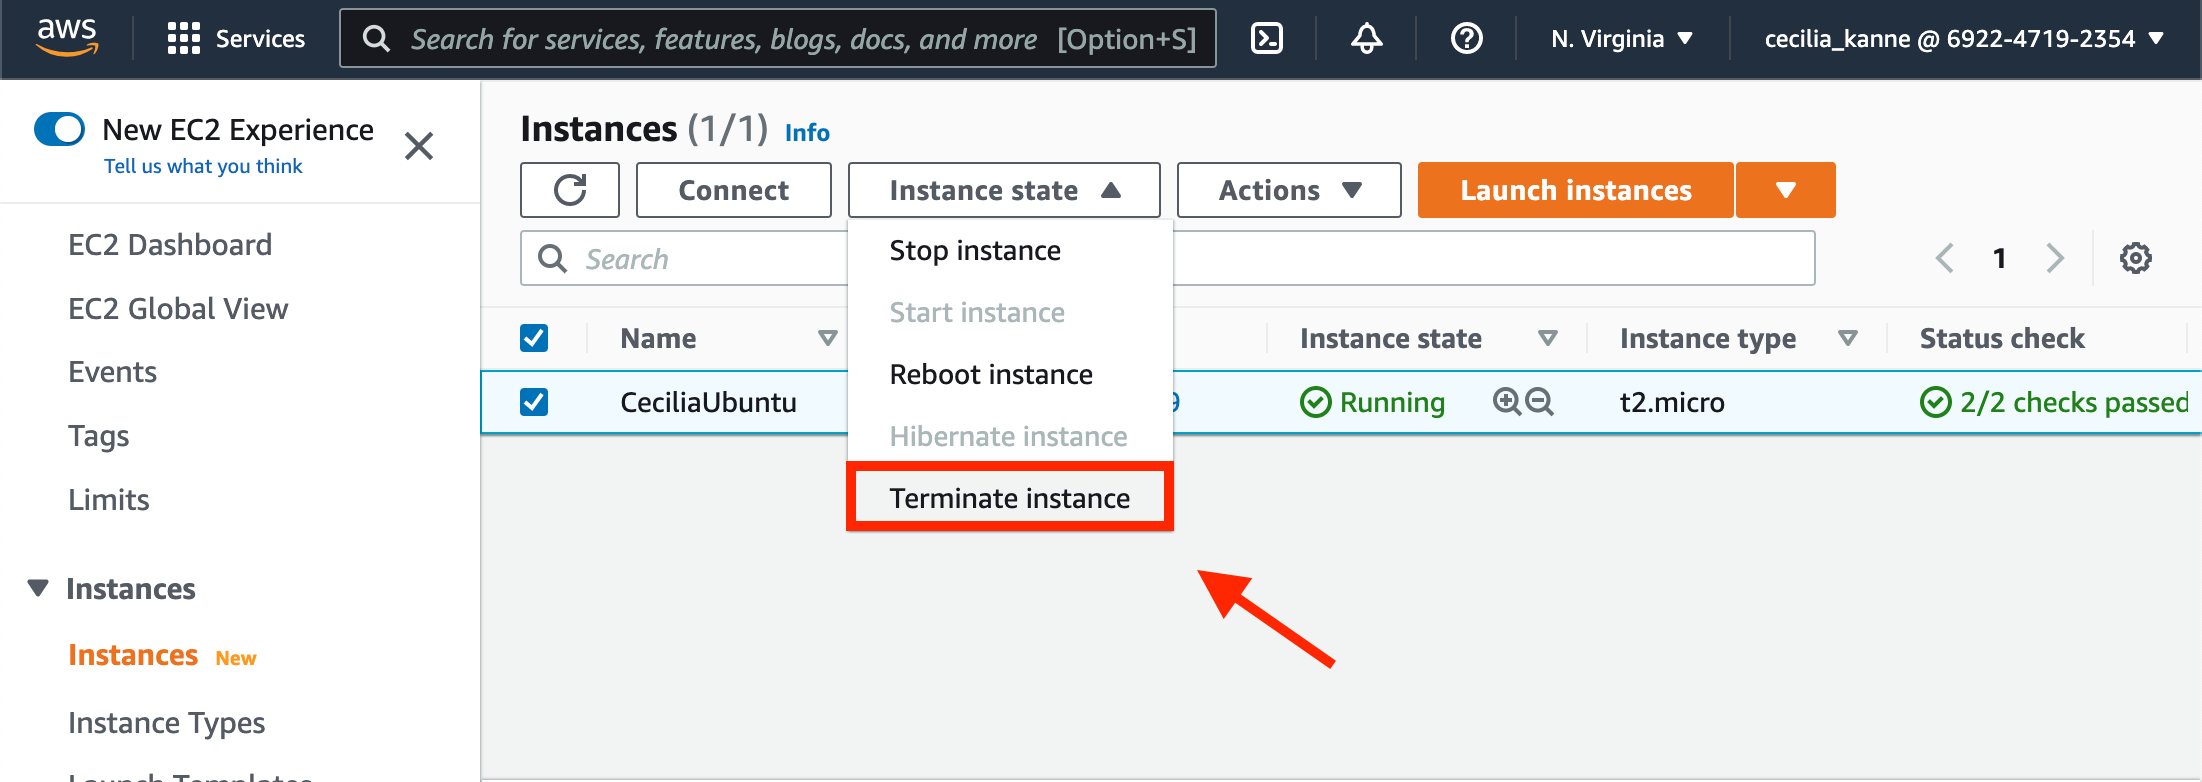 aws
Services
Search for services, features, blogs, docs, and more [Option+S]
N. Virginia
cecilia_kanne @ 6922-4719-2354
New EC2 Experience
Tell us what you think
EC2 Dashboard
EC2 Global View
Events
Tags
Limits
Instances
Instances New
Instance Types
Launch Templates
Instances (1/1) Info
Connect
Instance state
Actions
Launch instances
Search
1
Stop instance
Start instance
Reboot instance
Hibernate instance
Terminate instance
Name
Instance state
Instance type
Status check
CeciliaUbuntu
9
Running
t2.micro
2/2 checks passed